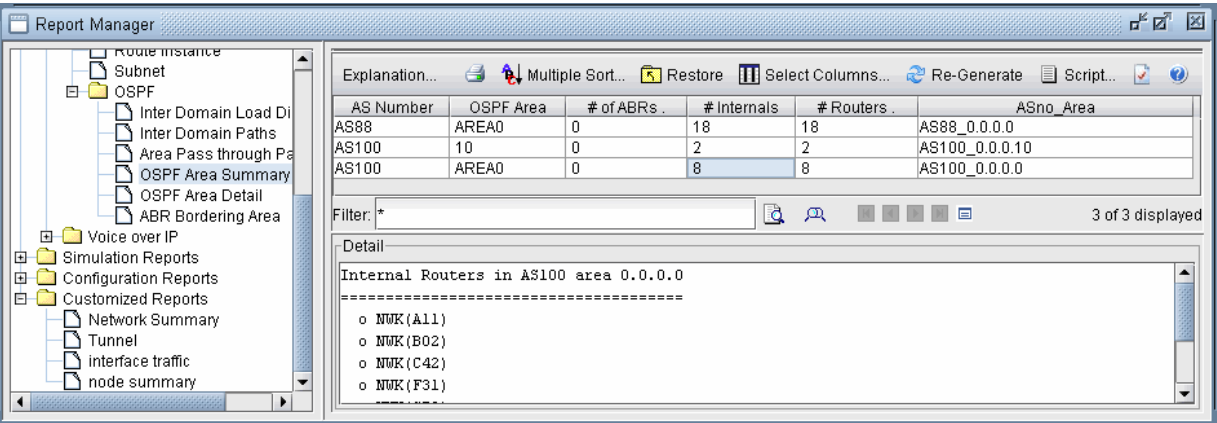 Report Manager
Route Instance
Subnet
OSPF
Inter Domain Load Di
Inter Domain Paths
Area Pass through Pa
OSPF Area Summary
OSPF Area Detail
ABR Bordering Area
Voice over IP
Simulation Reports
Configuration Reports
Customized Reports
Network Summary
Tunnel
interface traffic
node summary
Explanation... Multiple Sort... Restore Select Columns... Re-Generate Script...
AS Number OSPF Area # of ABRs . # Internals # Routers . ASno_Area
AS88 AREA0 0 18 18 AS88_0.0.0.0
AS100 10 0 2 2 AS100_0.0.0.10
AS100 AREA0 0 8 8 AS100_0.0.0.0
Filter: * 3 of 3 displayed
Detail
Internal Routers in AS100 area 0.0.0.0
======================================
o NWK(A11)
o NWK(B02)
o NWK(C42)
o NWK(F31)